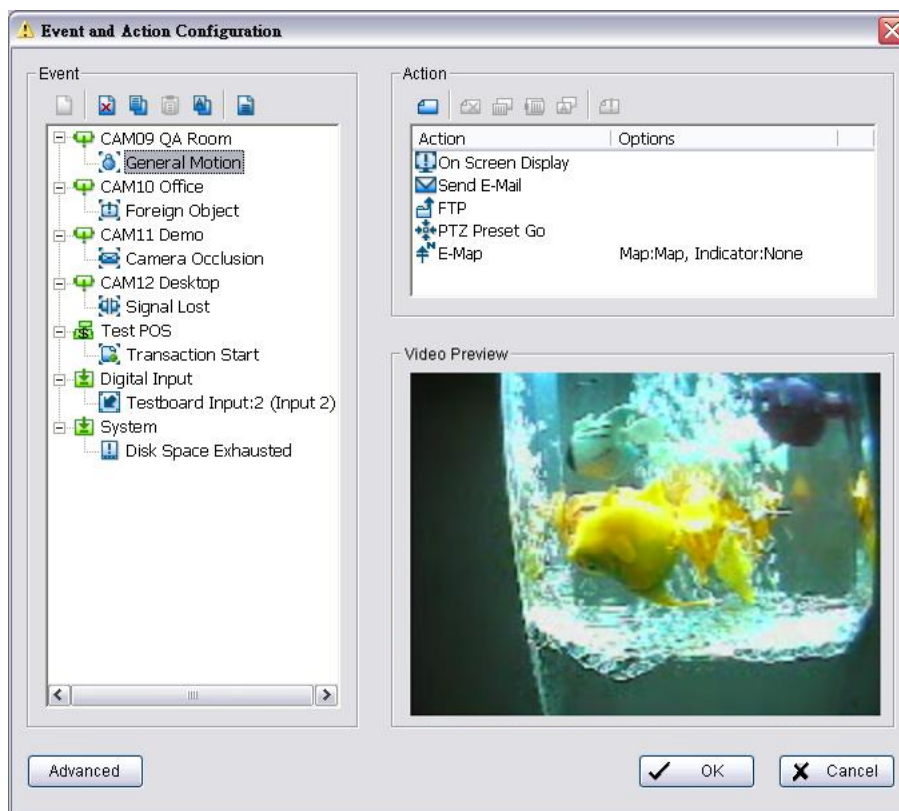 Event and Action Configuration
Event
CAM09 QA Room
General Motion
CAM10 Office
Foreign Object
CAM11 Demo
Camera Occlusion
CAM12 Desktop
Signal Lost
Test POS
Transaction Start
Digital Input
Testboard Input:2 (Input 2)
System
Disk Space Exhausted
Action
Action Options
On Screen Display
Send E-Mail
FTP
PTZ Preset Go
E-Map Map:Map, Indicator:None
Video Preview
Advanced
OK
Cancel